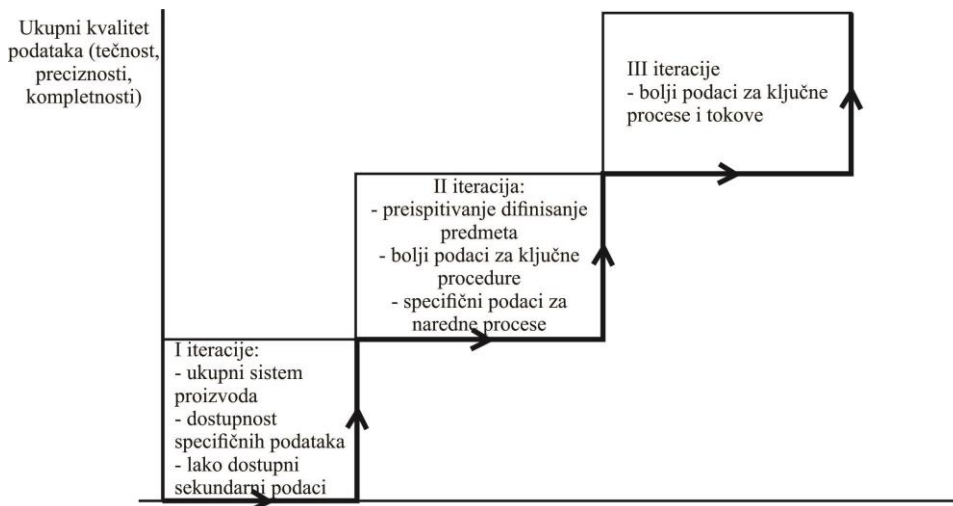 Ukupni kvalitet
podataka (tečnost,
preciznosti,
kompletnosti)
III iteracije
- bolji podaci za ključne
procese i tokove
II iteracija:
- preispitivanje difinisanje
predmeta
- bolji podaci za ključne
procedure
- specifični podaci za
naredne procese
I iteracije:
- ukupni sistem
proizvoda
- dostupnost
specifičnih podataka
- lako dostupni
sekundarni podaci